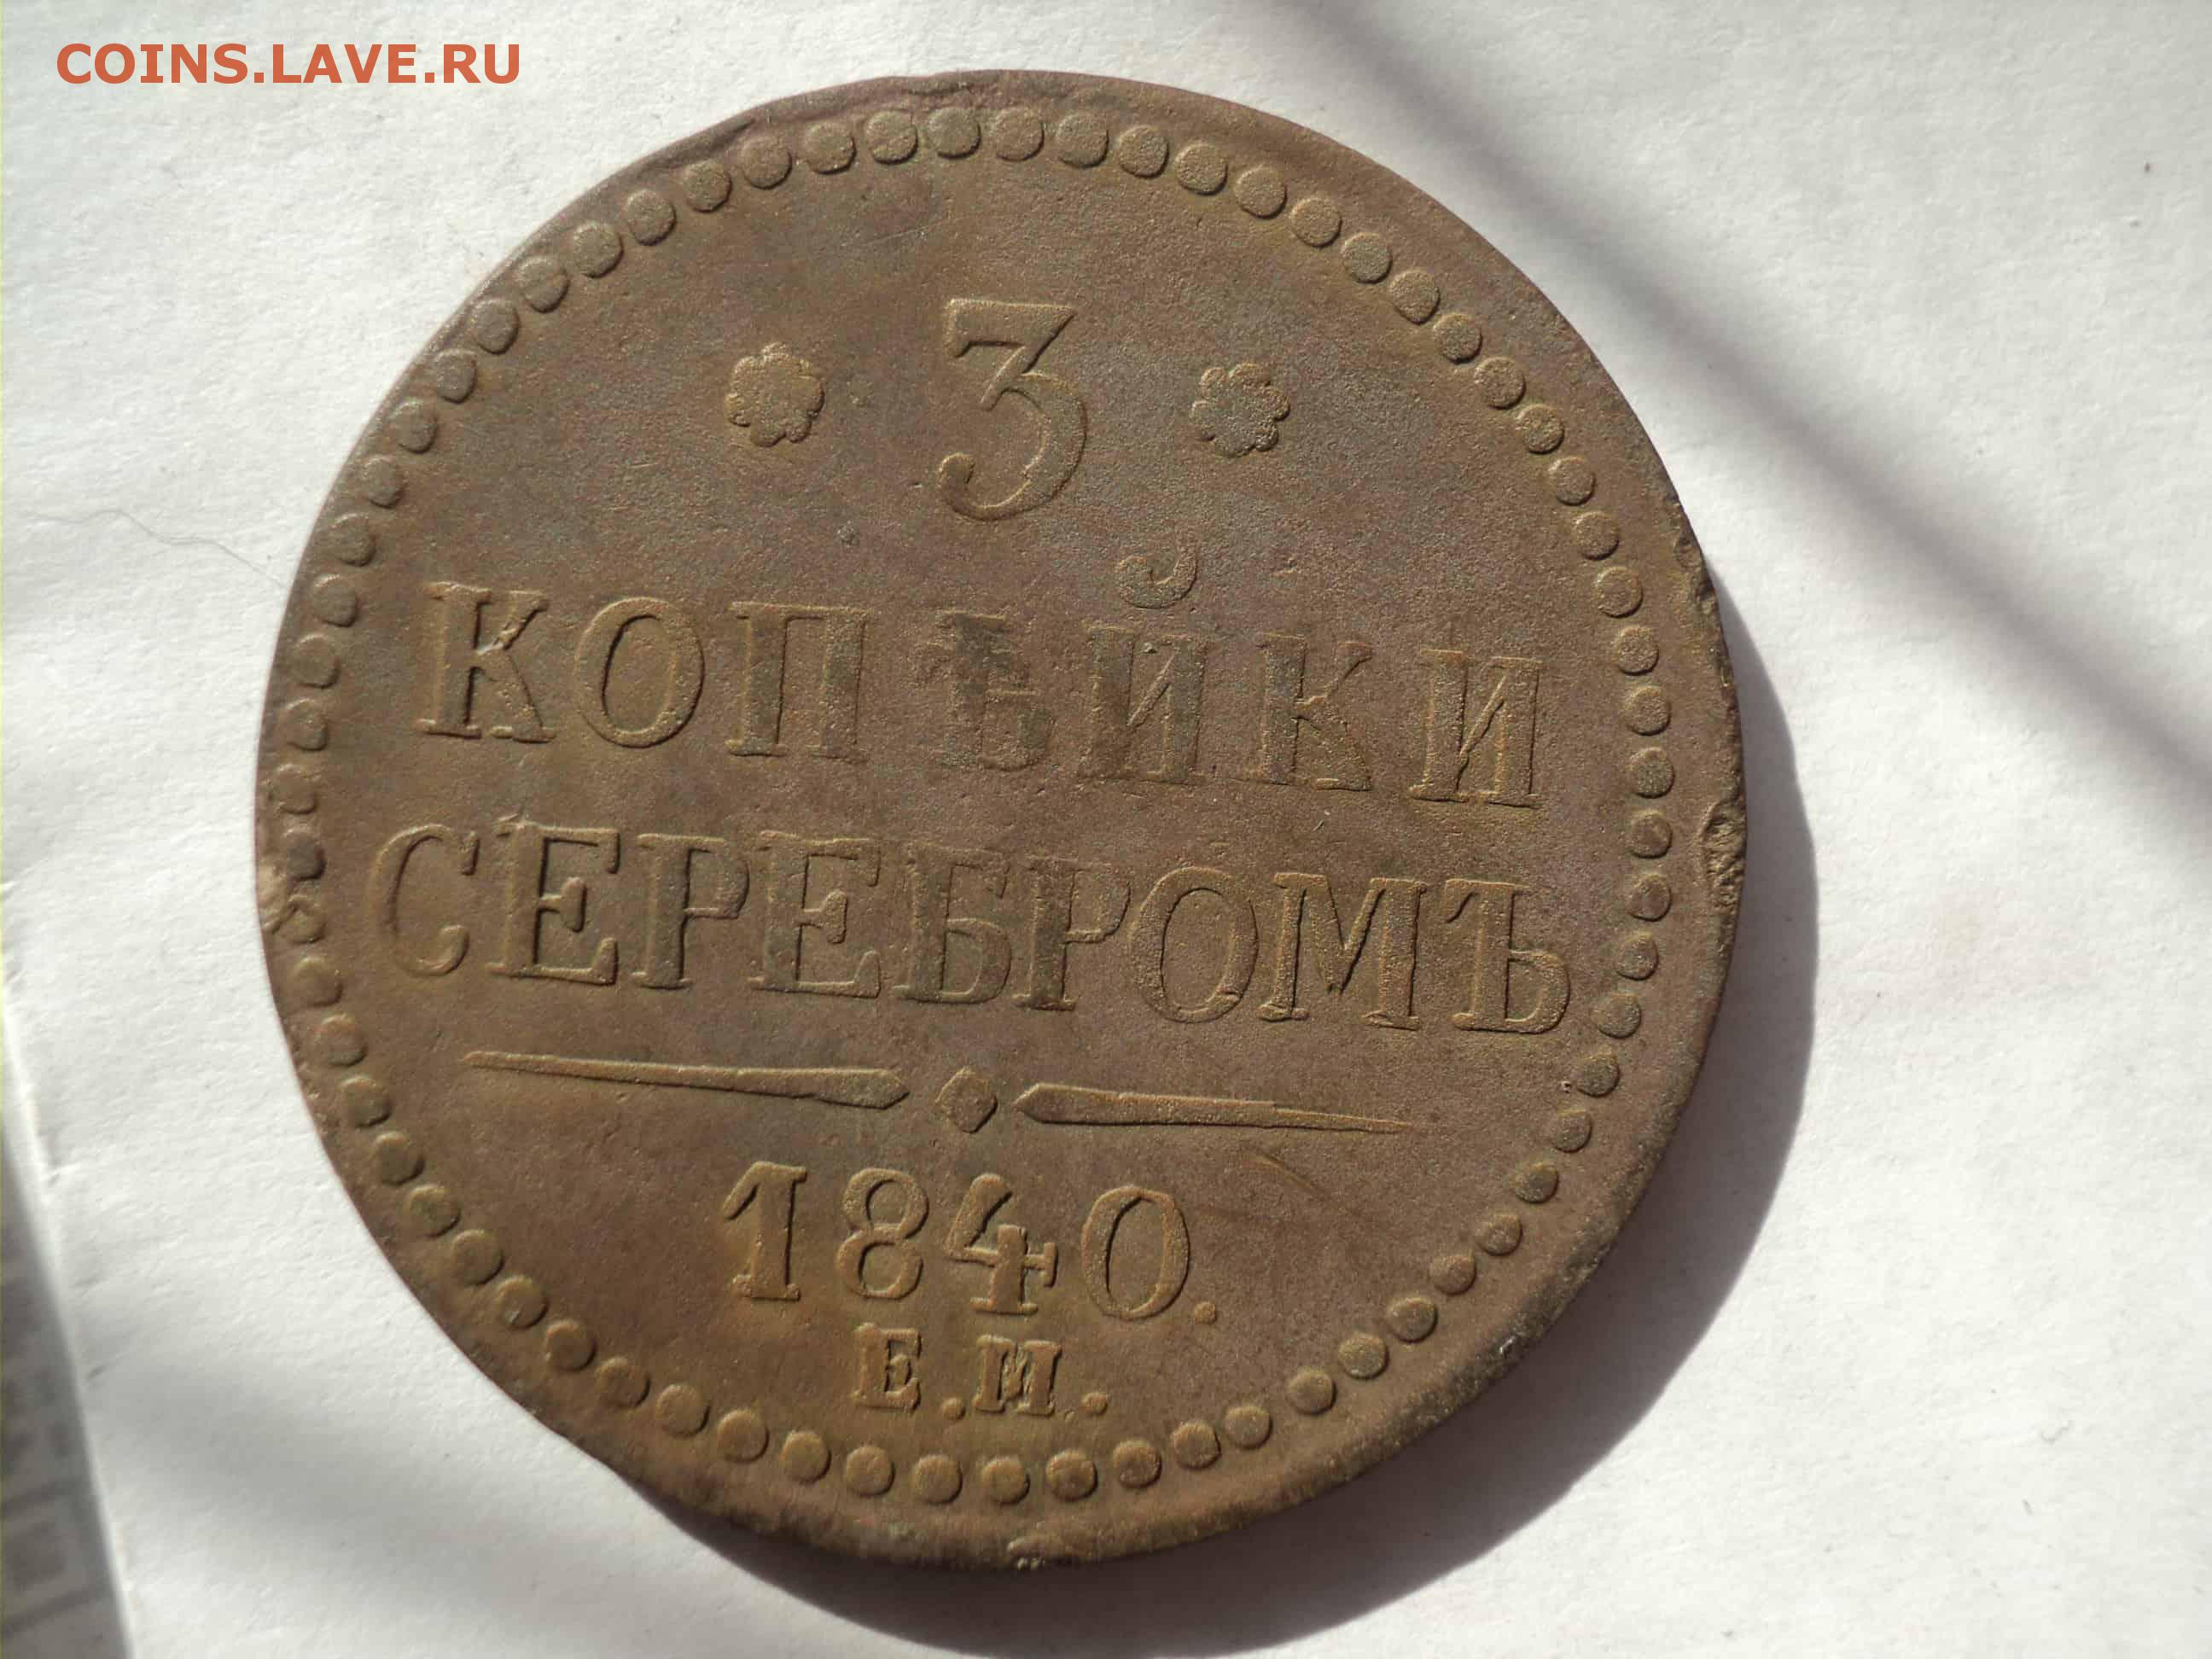 COINS.LAVE.RU
3
КОПѢЙКИ
СЕРЕБРОМЪ
1840.
Е.М.